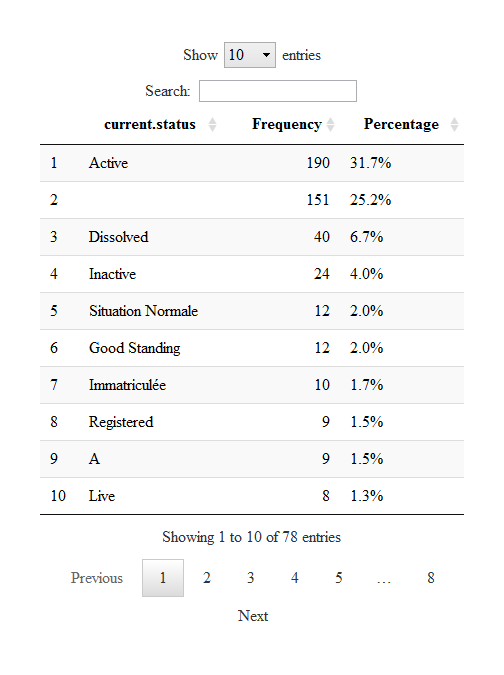 Show 10 entries
Search:
current.status Frequency Percentage
1 Active 190 31.7%
2 151 25.2%
3 Dissolved 40 6.7%
4 Inactive 24 4.0%
5 Situation Normale 12 2.0%
6 Good Standing 12 2.0%
7 Immatriculée 10 1.7%
8 Registered 9 1.5%
9 A 9 1.5%
10 Live 8 1.3%
Showing 1 to 10 of 78 entries
Previous 1 2 3 4 5 … 8
Next